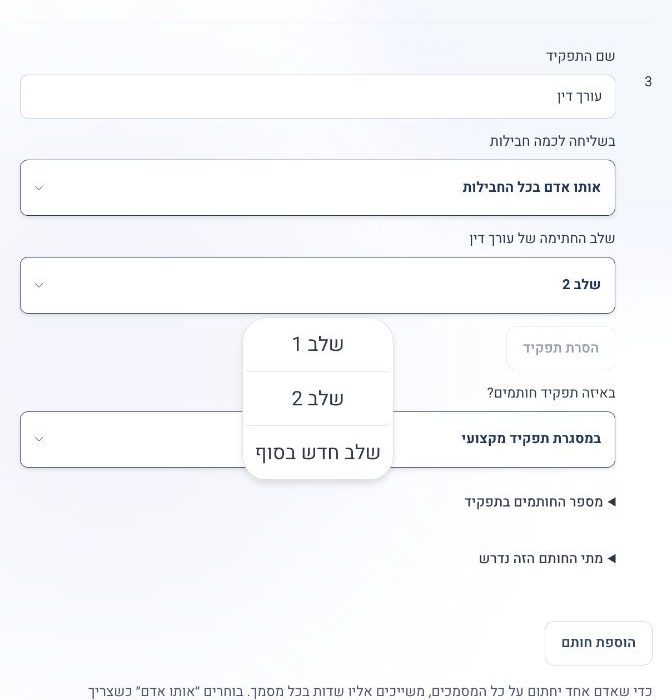 שם התפקיד
3
עורך דין
בשליחה לכמה חבילות
אותו אדם בכל החבילות
שלב החתימה של עורך דין
שלב 2
שלב 1
שלב 2
שלב חדש בסוף
הסרת תפקיד
באיזה תפקיד חותמים?
במסגרת תפקיד מקצועי
מספר החותמים בתפקיד
מתי החותם הזה נדרש
הוספת חותם
כדי שאדם אחד יחתום על כל המסמכים, משייכים אליו שדות בכל מסמך. בוחרים "אותו אדם" כשצריך